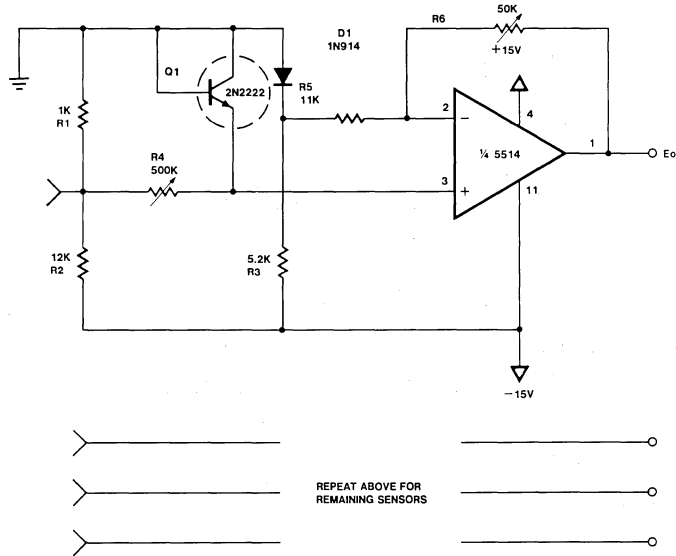 50K
D1
1N914
R6
+15V
Q1
2N2222
R5
11K
1K
R1
2
4
¼ 5514
1
Eo
R4
500K
3
11
12K
R2
5.2K
R3
−15V
REPEAT ABOVE FOR
REMAINING SENSORS